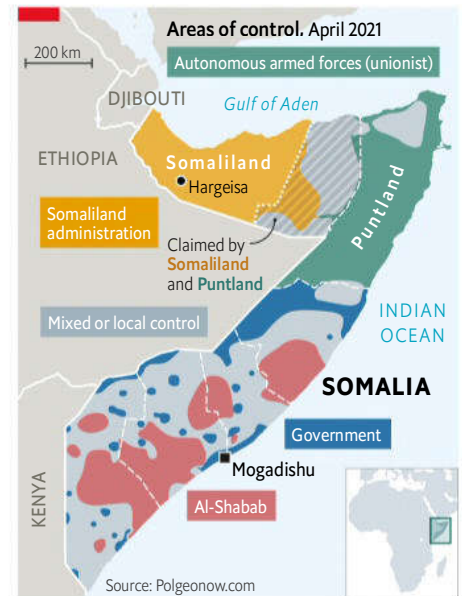 Areas of control. April 2021
200 km
Autonomous armed forces (unionist)
DJIBOUTI
Gulf of Aden
ETHIOPIA
Somaliland
Hargeisa
Puntland
Somaliland
administration
Claimed by
Somaliland
and Puntland
Mixed or local control
INDIAN
OCEAN
SOMALIA
Government
Mogadishu
KENYA
Al-Shabab
Source: Polgeonow.com